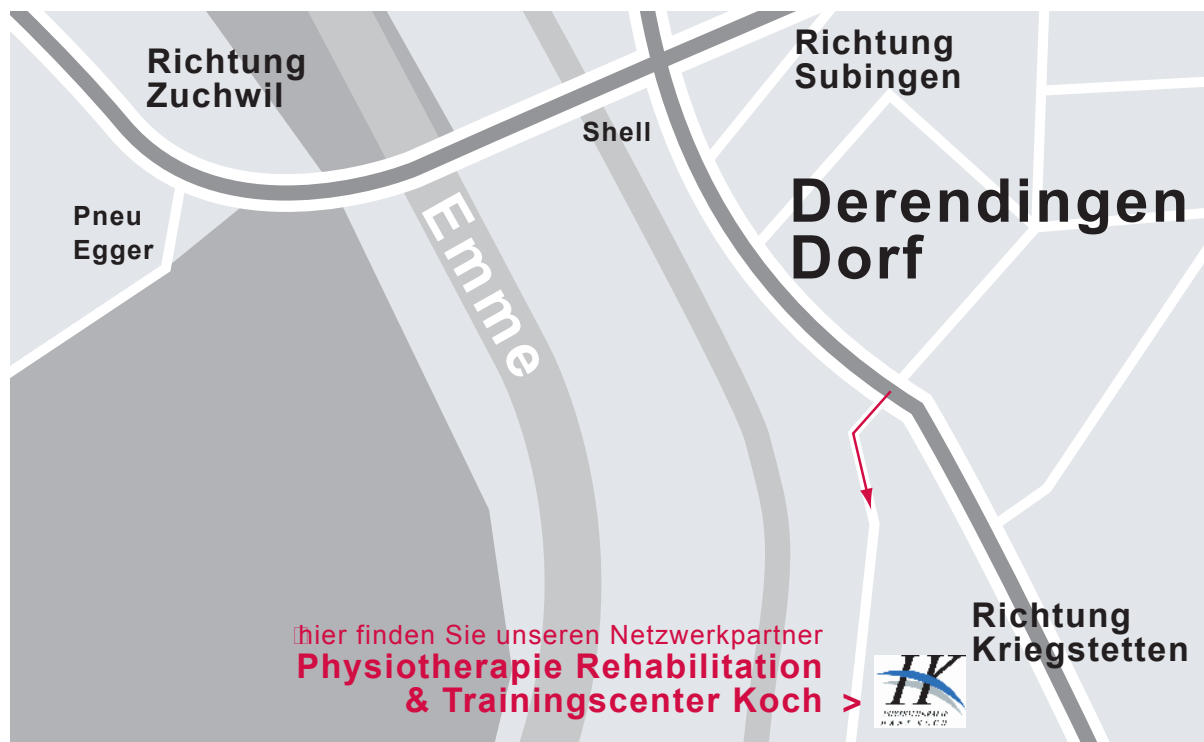 Richtung
Zuchwil
Richtung
Subingen
Shell
Derendingen
Dorf
Pneu
Egger
Emme
hier finden Sie unseren Netzwerkpartner
Physiotherapie Rehabilitation
& Trainingscenter Koch >
Richtung
Kriegstetten
HK